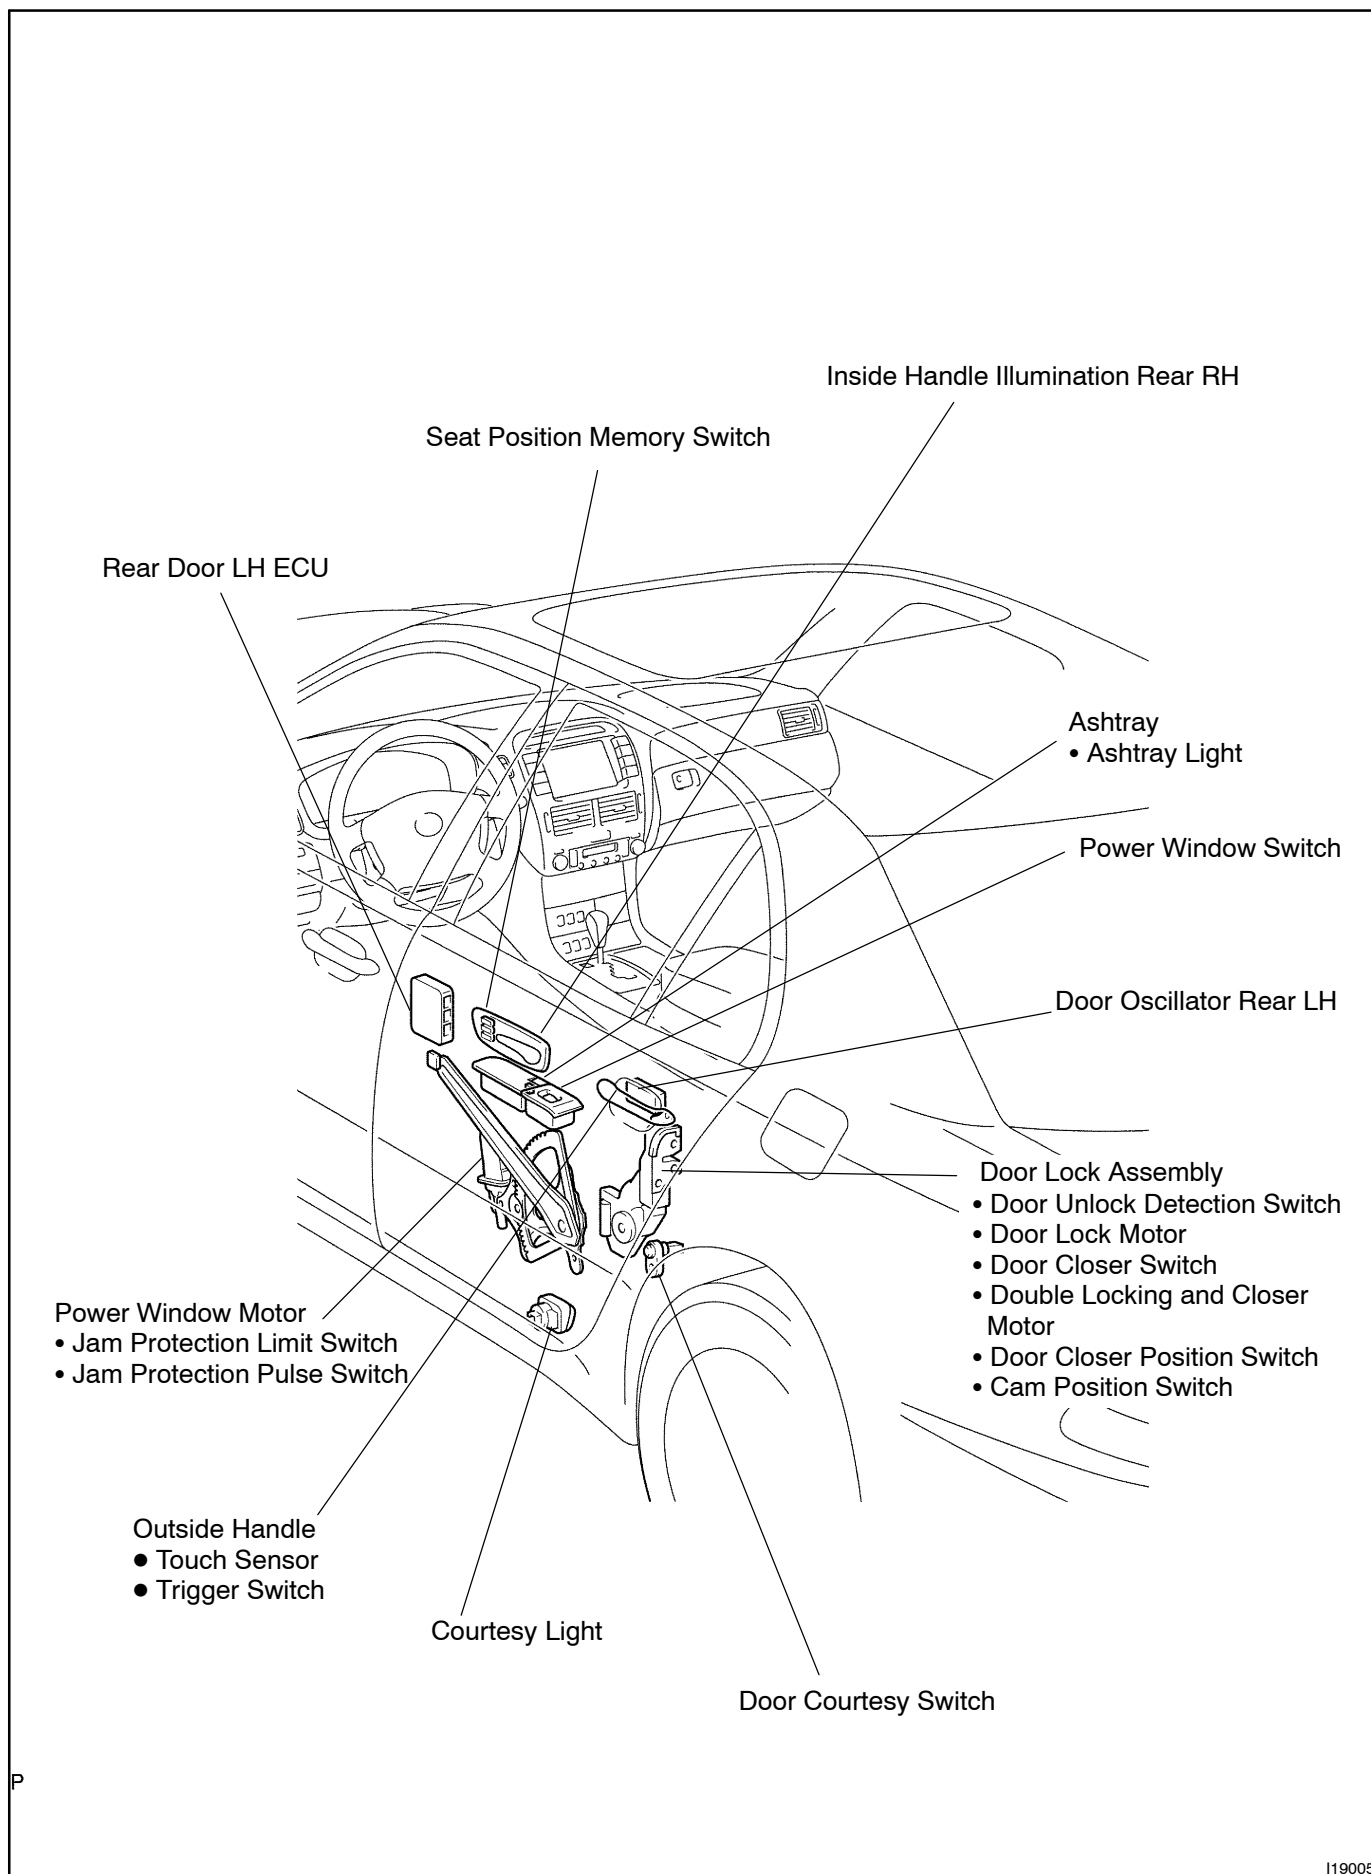 Inside Handle Illumination Rear RH
Seat Position Memory Switch
Rear Door LH ECU
Ashtray
• Ashtray Light
Power Window Switch
Door Oscillator Rear LH
Door Lock Assembly
• Door Unlock Detection Switch
• Door Lock Motor
• Door Closer Switch
• Double Locking and Closer
Motor
• Door Closer Position Switch
• Cam Position Switch
Power Window Motor
• Jam Protection Limit Switch
• Jam Protection Pulse Switch
Outside Handle
● Touch Sensor
● Trigger Switch
Courtesy Light
Door Courtesy Switch
P
I19005